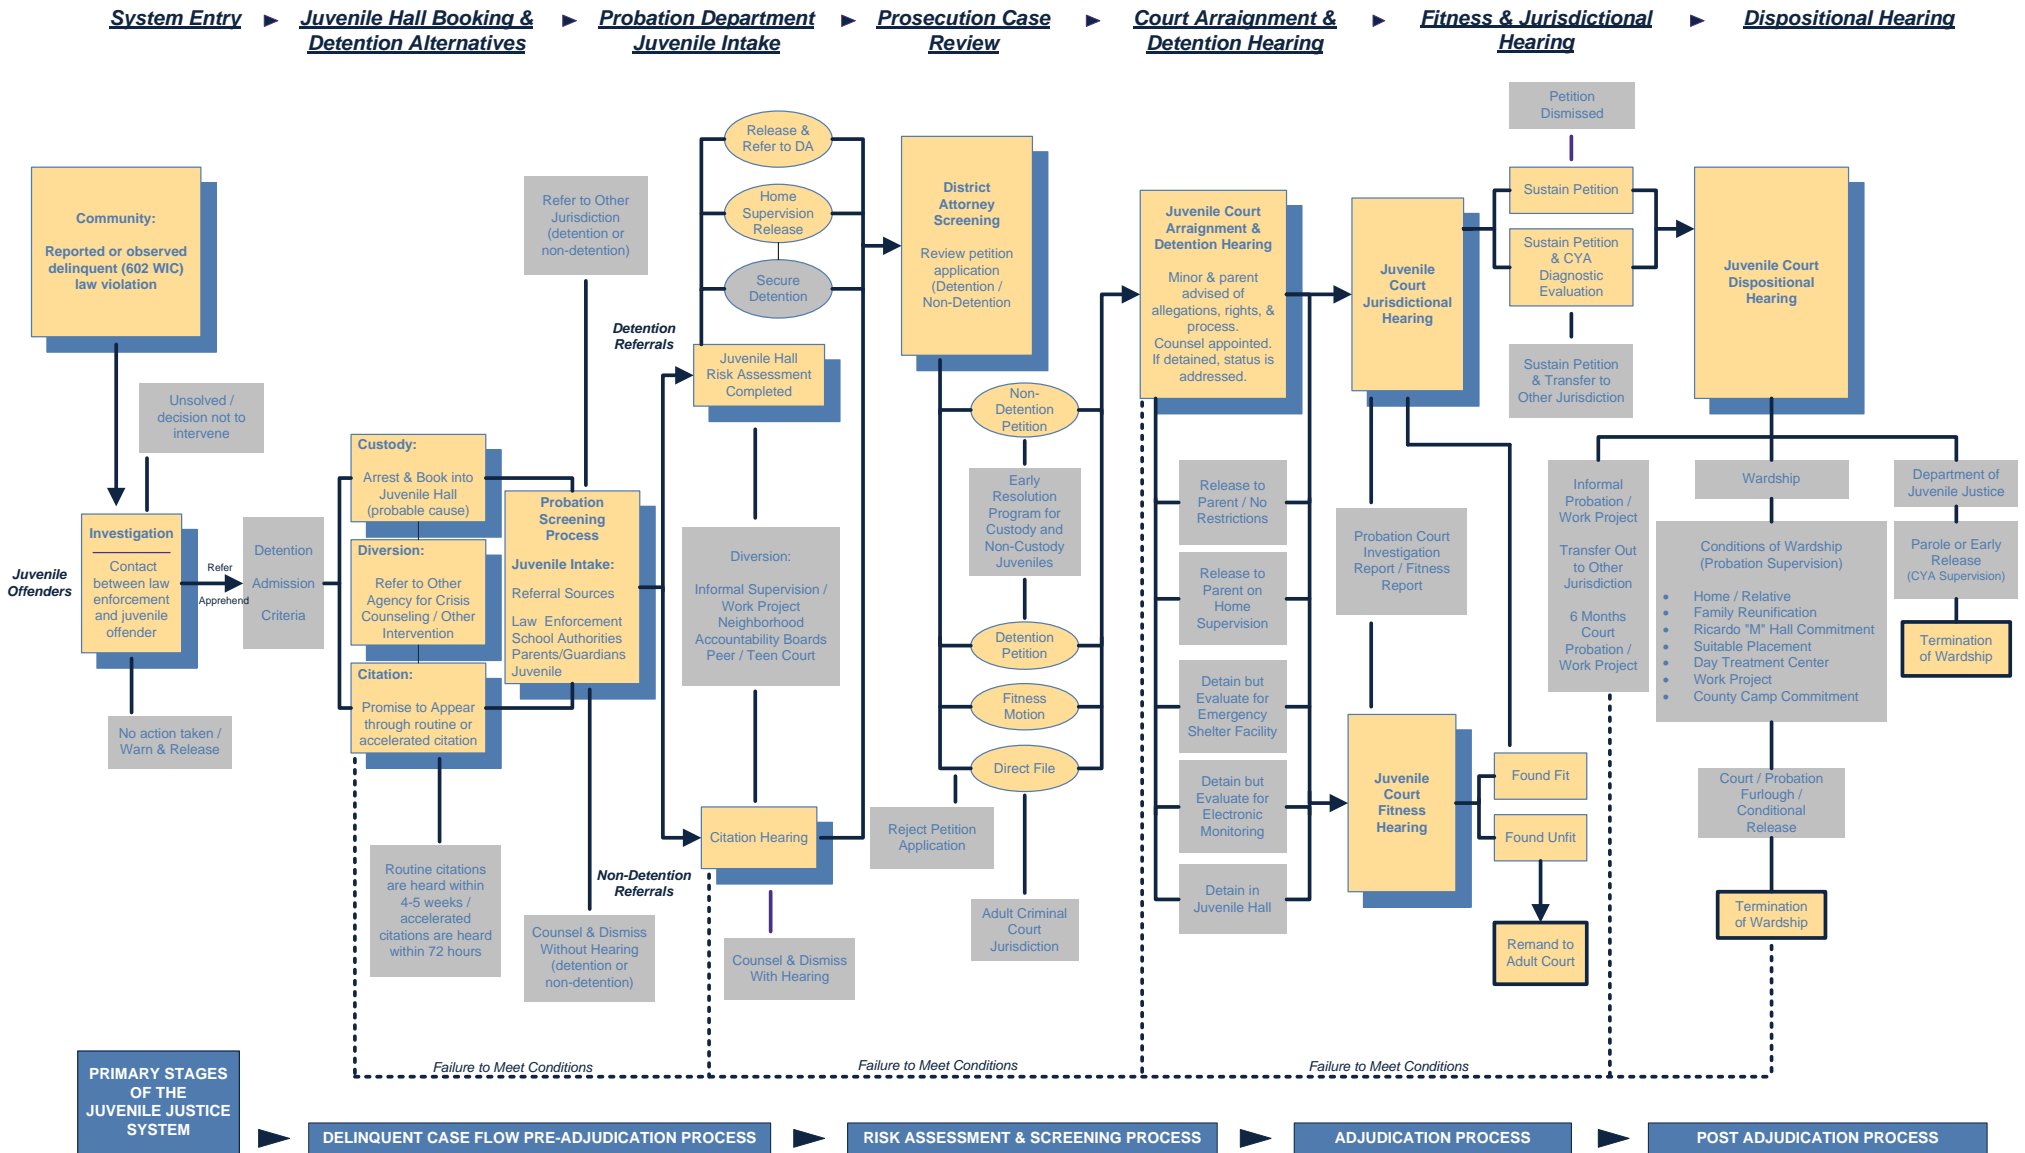 System Entry
Juvenile Hall Booking &
Detention Alternatives
Probation Department
Juvenile Intake
Prosecution Case
Review
Court Arraignment &
Detention Hearing
Fitness & Jurisdictional
Hearing
Dispositional Hearing
Community:
Reported or observed
delinquent (602 WIC)
law violation
Unsolved /
decision not to
intervene
Juvenile
Offenders
Investigation
Contact
between law
enforcement
and juvenile
offender
No action taken /
Warn & Release
Refer
Apprehend
Detention
Admission
Criteria
Custody:
Arrest & Book into
Juvenile Hall
(probable cause)
Diversion:
Refer to Other
Agency for Crisis
Counseling / Other
Intervention
Citation:
Promise to Appear
through routine or
accelerated citation
Routine citations
are heard within
4-5 weeks /
accelerated
citations are heard
within 72 hours
Refer to Other
Jurisdiction
(detention or
non-detention)
Probation
Screening
Process
Juvenile Intake:
Referral Sources
Law  Enforcement
School Authorities
Parents/Guardians
Juvenile
Counsel & Dismiss
Without Hearing
(detention or
non-detention)
Detention
Referrals
Non-Detention
Referrals
Release &
Refer to DA
Home
Supervision
Release
Secure
Detention
Juvenile Hall
Risk Assessment
Completed
Diversion:
Informal Supervision /
Work Project
Neighborhood
Accountability Boards
Peer / Teen Court
Citation Hearing
Counsel & Dismiss
With Hearing
District
Attorney
Screening
Review petition
application
(Detention /
Non-Detention
Non-
Detention
Petition
Early
Resolution
Program for
Custody and
Non-Custody
Juveniles
Detention
Petition
Fitness
Motion
Direct File
Reject Petition
Application
Adult Criminal
Court
Jurisdiction
Juvenile Court
Arraignment &
Detention Hearing
Minor & parent
advised of
allegations, rights, &
process.
Counsel appointed.
If detained, status is
addressed.
Release to
Parent / No
Restrictions
Release to
Parent on
Home
Supervision
Detain but
Evaluate for
Emergency
Shelter Facility
Detain but
Evaluate for
Electronic
Monitoring
Detain in
Juvenile Hall
Juvenile
Court
Jurisdictional
Hearing
Probation Court
Investigation
Report / Fitness
Report
Juvenile
Court
Fitness
Hearing
Petition
Dismissed
Sustain Petition
Sustain Petition
& CYA
Diagnostic
Evaluation
Sustain Petition
& Transfer to
Other Jurisdiction
Found Fit
Found Unfit
Remand to
Adult Court
Juvenile Court
Dispositional
Hearing
Informal
Probation /
Work Project
Transfer Out
to Other
Jurisdiction
6 Months
Court
Probation /
Work Project
Wardship
Conditions of Wardship
(Probation Supervision)
• Home / Relative
• Family Reunification
• Ricardo "M" Hall Commitment
• Suitable Placement
• Day Treatment Center
• Work Project
• County Camp Commitment
Court / Probation
Furlough /
Conditional
Release
Termination
of Wardship
Department of
Juvenile Justice
Parole or Early
Release
(CYA Supervision)
Termination
of Wardship
Failure to Meet Conditions
Failure to Meet Conditions
Failure to Meet Conditions
PRIMARY STAGES
OF THE
JUVENILE JUSTICE
SYSTEM
DELINQUENT CASE FLOW PRE-ADJUDICATION PROCESS
RISK ASSESSMENT & SCREENING PROCESS
ADJUDICATION PROCESS
POST ADJUDICATION PROCESS